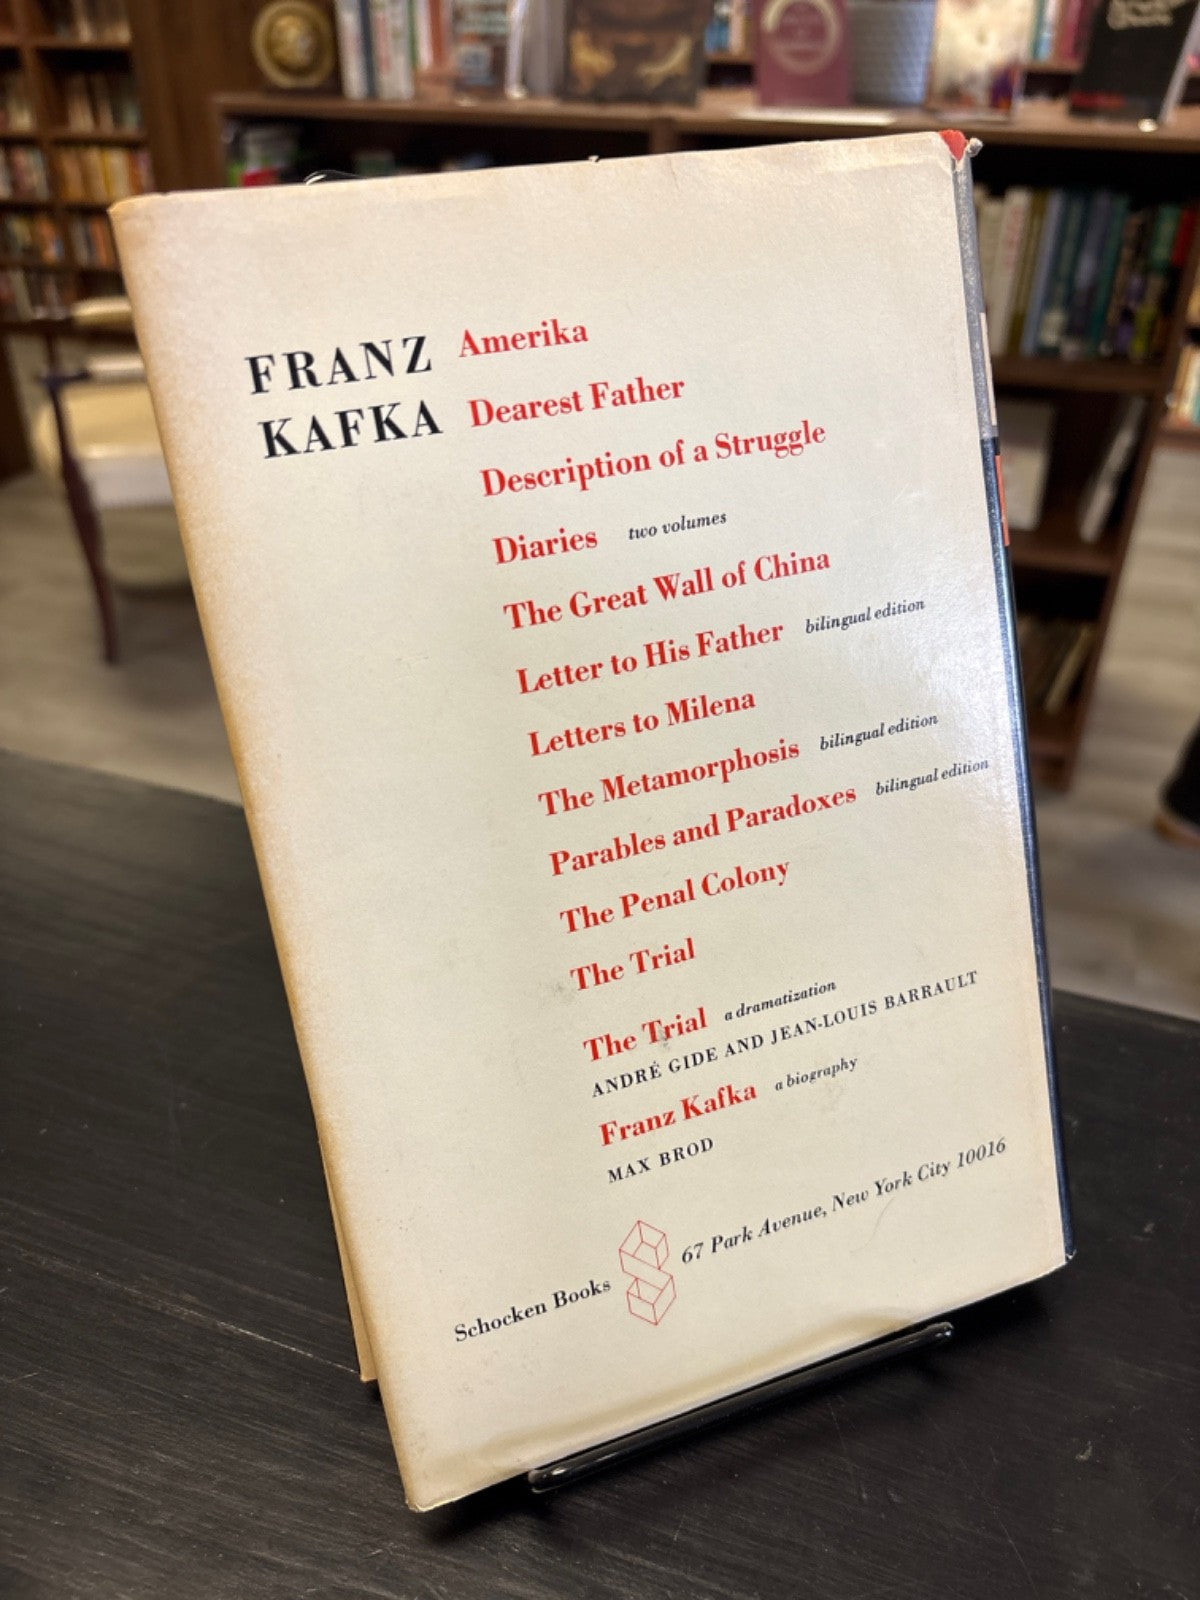 FRANZ
KAFKA
Amerika
Dearest Father
Description of a Struggle
Diaries two volumes
The Great Wall of China
Letter to His Father bilingual edition
Letters to Milena
The Metamorphosis bilingual edition
Parables and Paradoxes bilingual edition
The Penal Colony
The Trial
The Trial a dramatization
ANDRÉ GIDE AND JEAN-LOUIS BARRAULT
Franz Kafka a biography
MAX BROD
Schocken Books 67 Park Avenue, New York City 10016